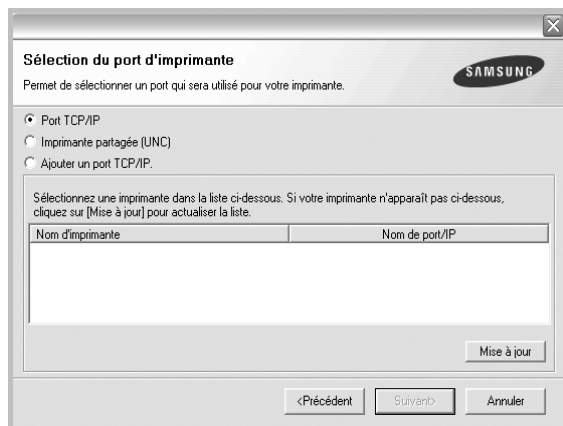 Sélection du port d'imprimante
Permet de sélectionner un port qui sera utilisé pour votre imprimante.
SAMSUNG
Port TCP/IP
Imprimante partagée (UNC)
Ajouter un port TCP/IP.
Sélectionnez une imprimante dans la liste ci-dessous. Si votre imprimante n'apparaît pas ci-dessous,
cliquez sur [Mise à jour] pour actualiser la liste.
Nom d'imprimante Nom de port/IP
Mise à jour
<Précédent Suivant> Annuler